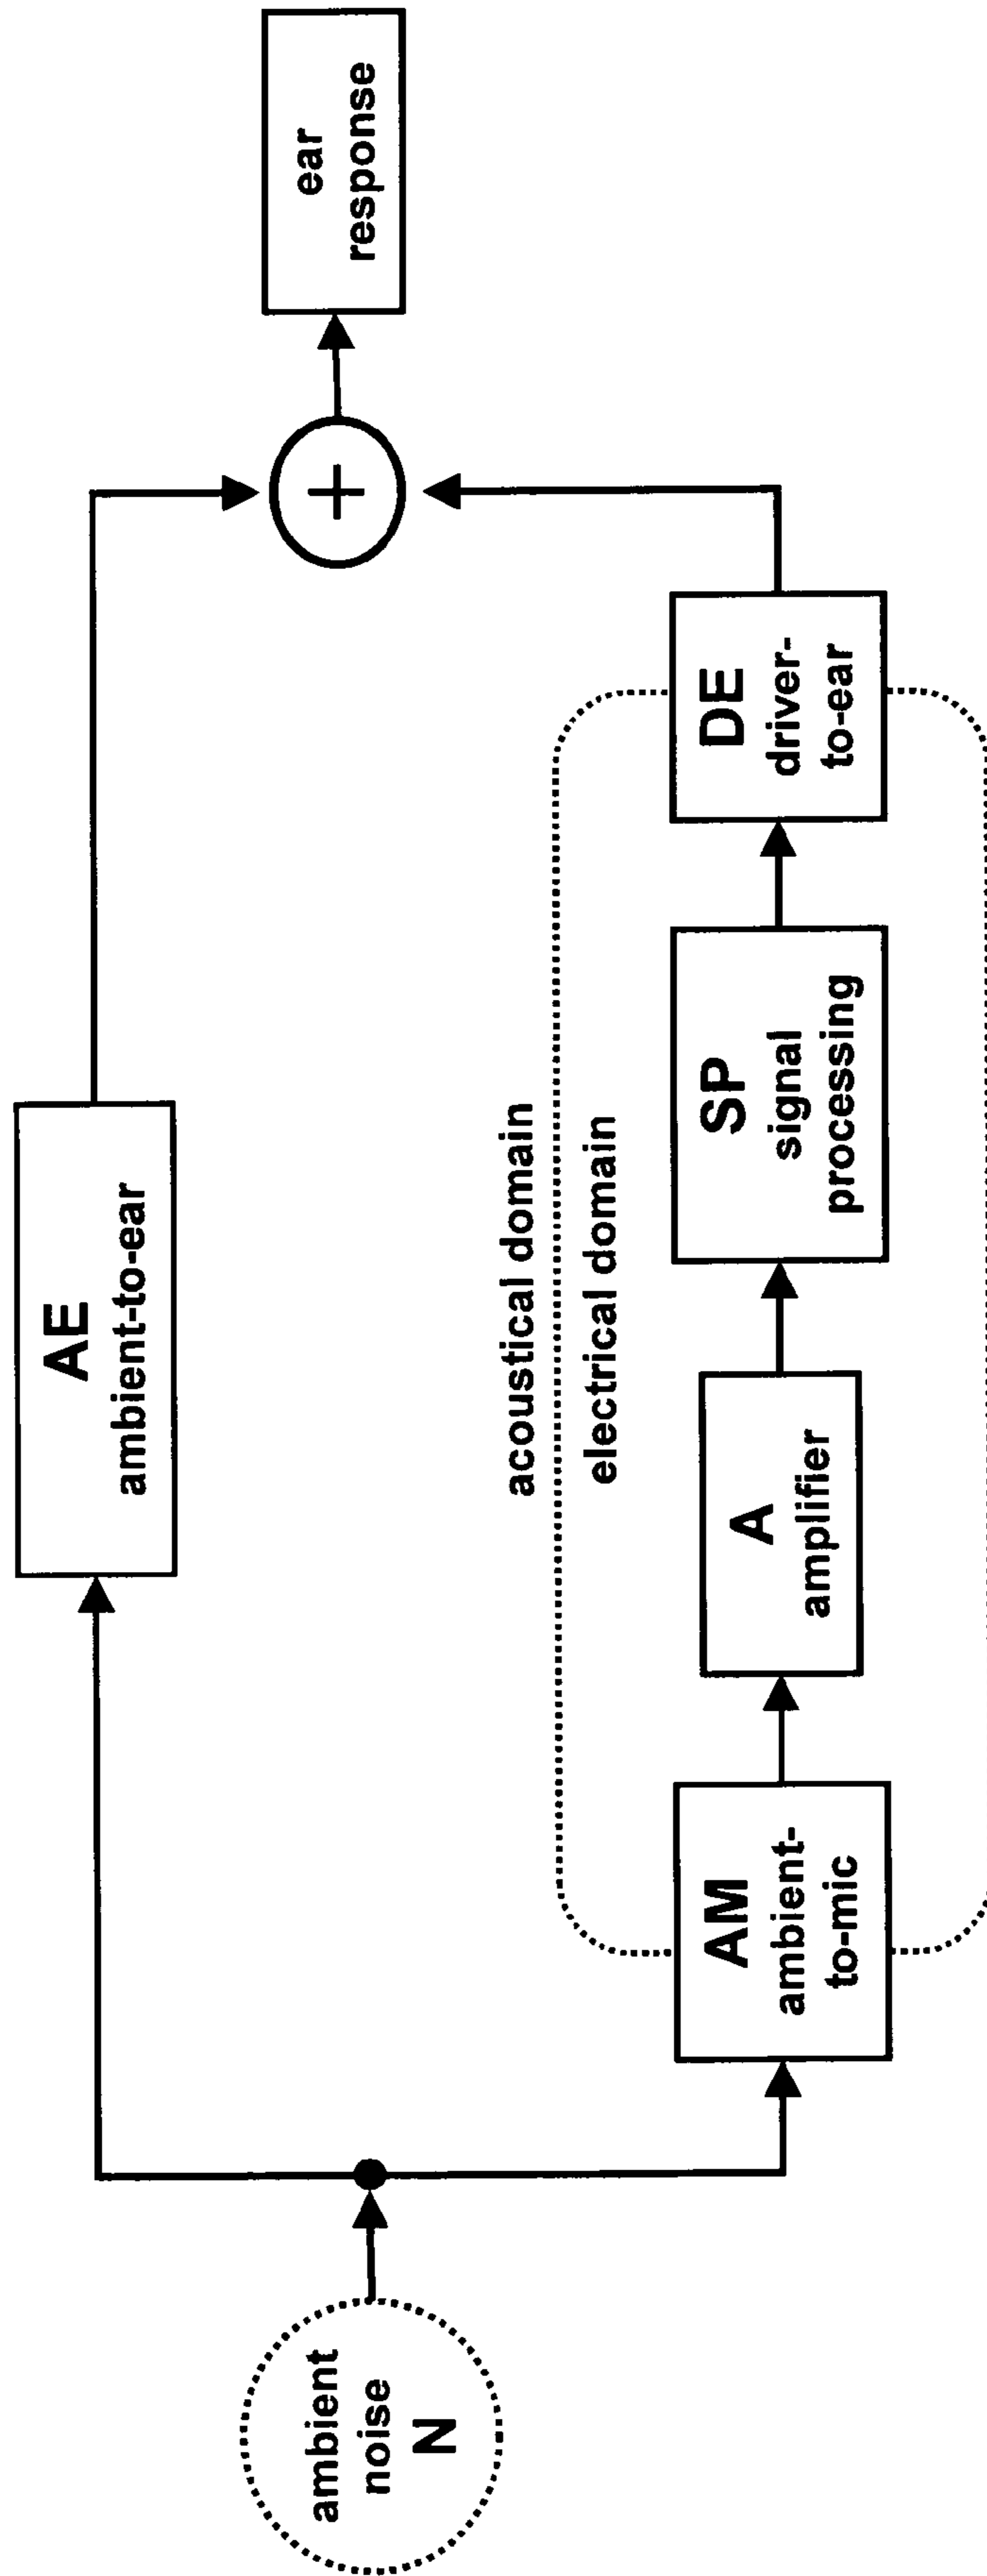 ambient
noise
N
AE
ambient-to-ear
acoustical domain
electrical domain
AM
ambient-
to-mic
A
amplifier
SP
signal
processing
DE
driver-
to-ear
+
ear
response